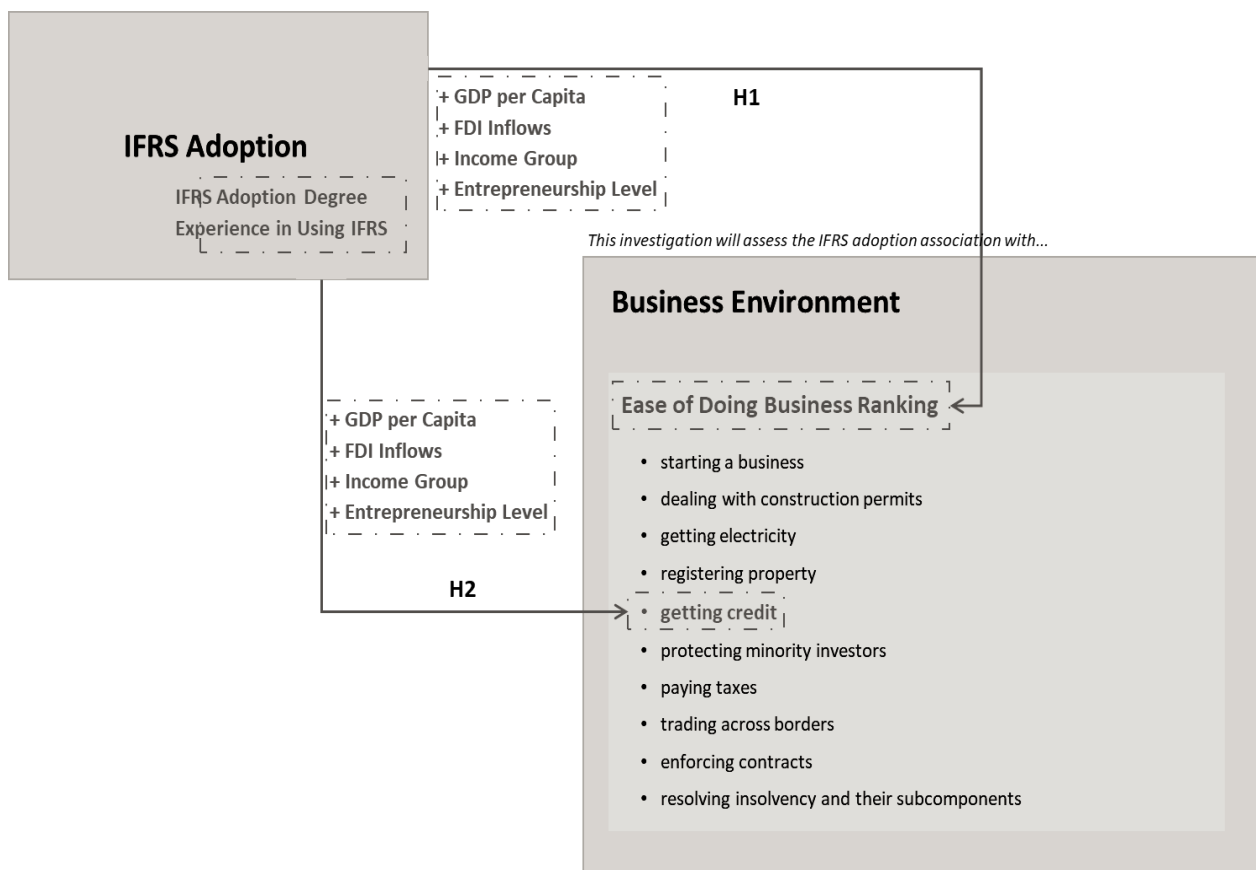 IFRS Adoption
IFRS Adoption Degree
Experience in Using IFRS
+ GDP per Capita
+ FDI Inflows
+ Income Group
+ Entrepreneurship Level
H1
This investigation will assess the IFRS adoption association with...
Business Environment
Ease of Doing Business Ranking
• starting a business
• dealing with construction permits
• getting electricity
• registering property
• getting credit
• protecting minority investors
• paying taxes
• trading across borders
• enforcing contracts
• resolving insolvency and their subcomponents
+ GDP per Capita
+ FDI Inflows
+ Income Group
+ Entrepreneurship Level
H2